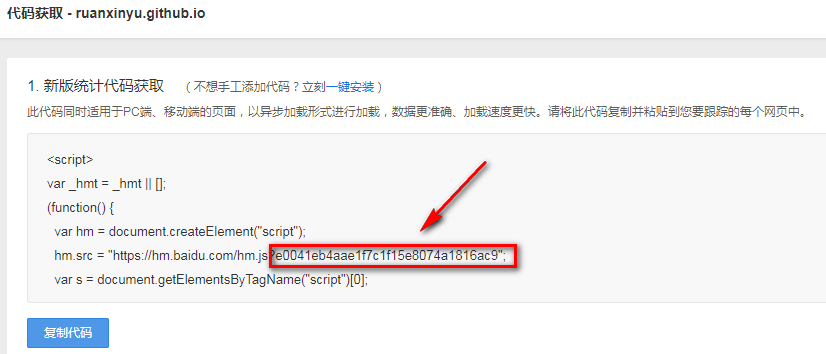 代码获取 - ruanxinyu.github.io
1. 新版统计代码获取 （不想手工添加代码？立刻一键安装）
此代码同时适用于PC端、移动端的页面，以异步加载形式进行加载，数据更准确、加载速度更快。请将此代码复制并粘贴到您要跟踪的每个网页中。
<script>
var _hmt = _hmt || [];
(function() {
var hm = document.createElement("script");
hm.src = "https://hm.baidu.com/hm.js?e0041eb4aae1f7c1f15e8074a1816ac9";
var s = document.getElementsByTagName("script")[0];
复制代码